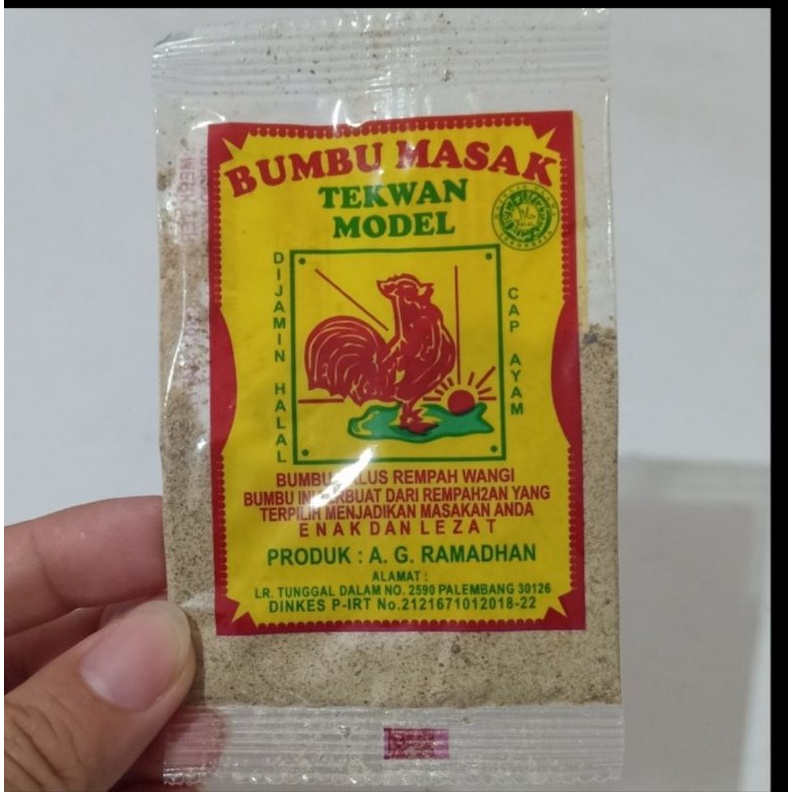 BUMBU MASAK
TEKWAN
MODEL
DIJAMIN HALAL
CAP AYAM
REMPAH WANGI
BUMBU DARI REMPAH2AN YANG
TERPILIH MENJADIKAN MASAKAN ANDA
ENAK DAN LEZAT
PRODUK : A. G. RAMADHAN
ALAMAT :
LR. TUNGGAL DALAM NO. 2590 PALEMBANG 30126
DINKES P-IRT No.2121671012018-22